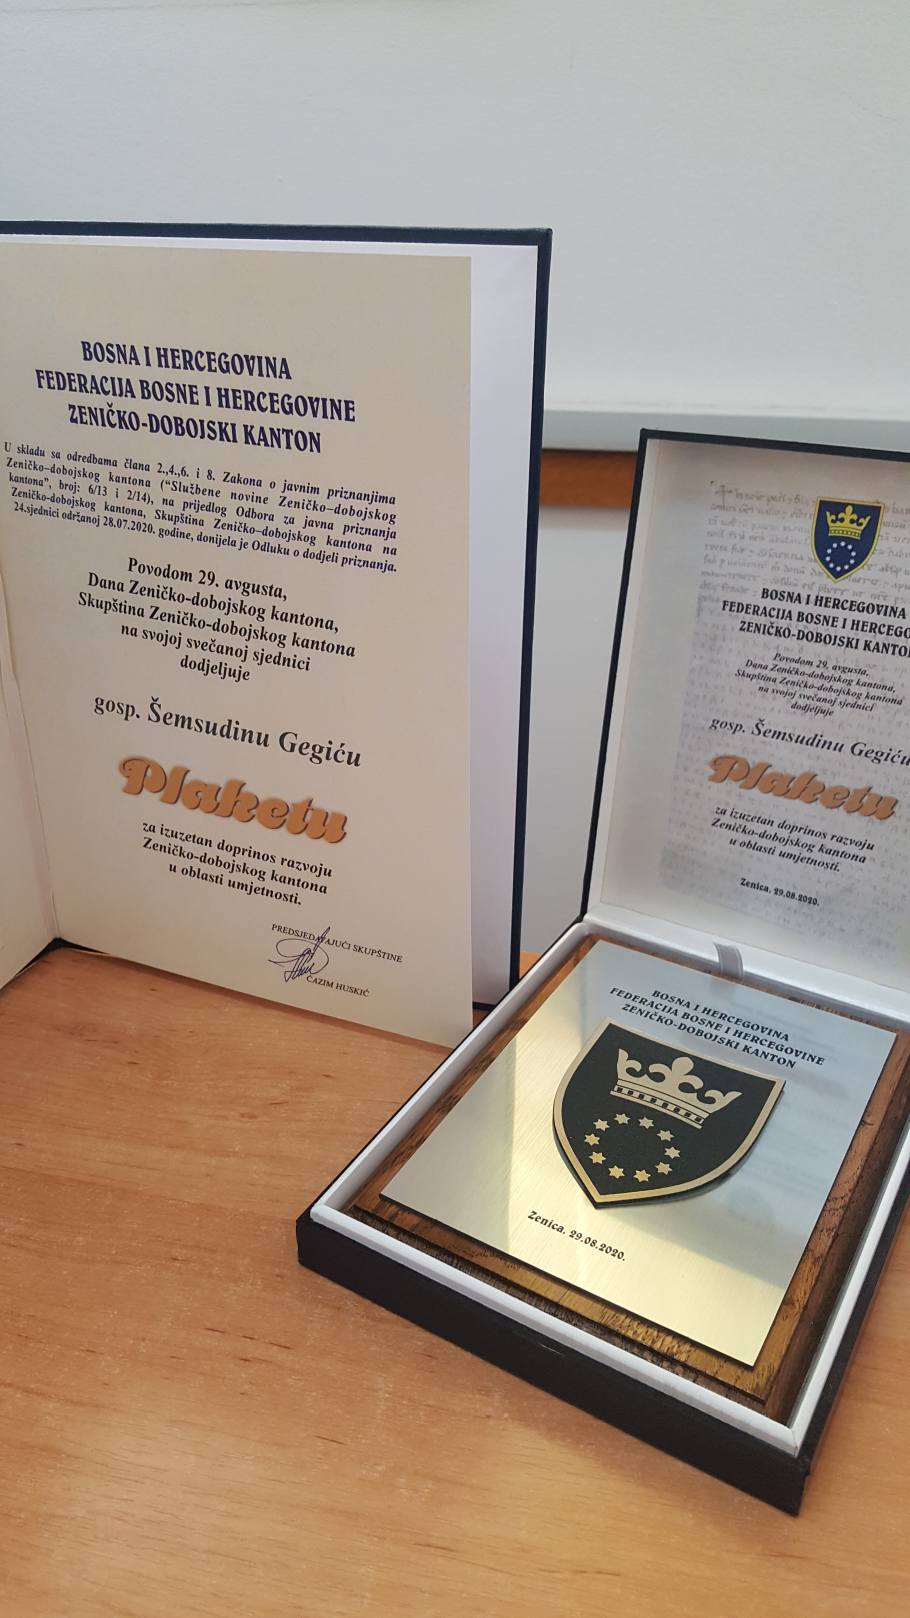 BOSNA I HERCEGOVINA
FEDERACIJA BOSNE I HERCEGOVINE
ZENIČKO-DOBOJSKI KANTON
U skladu sa odredbama člana 2.,4.,6. i 8. Zakona o javnim priznanjima
Zeničko-dobojskog kantona ("Službene novine Zeničko-dobojskog
kantona", broj: 6/13 i 2/14), na prijedlog Odbora za javna priznanja
Zeničko-dobojskog kantona, Skupština Zeničko-dobojskog kantona na
24.sjednici održanoj 28.07.2020. godine, donijela je Odluku o dodjeli priznanja.
Povodom 29. avgusta,
Dana Zeničko-dobojskog kantona,
Skupština Zeničko-dobojskog kantona
na svojoj svečanoj sjednici
dodjeljuje
gosp. Šemsudinu Gegiću
Plaketu
za izuzetan doprinos razvoju
Zeničko-dobojskog kantona
u oblasti umjetnosti.
PREDSJEDAVAJUĆI SKUPŠTINE
ĆAZIM HUSKIĆ
BOSNA I HERCEGOVINA
FEDERACIJA BOSNE I HERCEGO
ZENIČKO-DOBOJSKI KANTO
Povodom 29. avgusta,
Dana Zeničko-dobojskog kantona,
Skupština Zeničko-dobojskog kantona
na svojoj svečanoj sjednici
dodjeljuje
gosp. Šemsudinu Gegiću
Plaketu
za izuzetan doprinos razvoju
Zeničko-dobojskog kantona
u oblasti umjetnosti.
Zenica, 29.08.2020.
BOSNA I HERCEGOVINA
FEDERACIJA BOSNE I HERCEGOVINE
ZENIČKO-DOBOJSKI KANTON
Zenica, 29.08.2020.